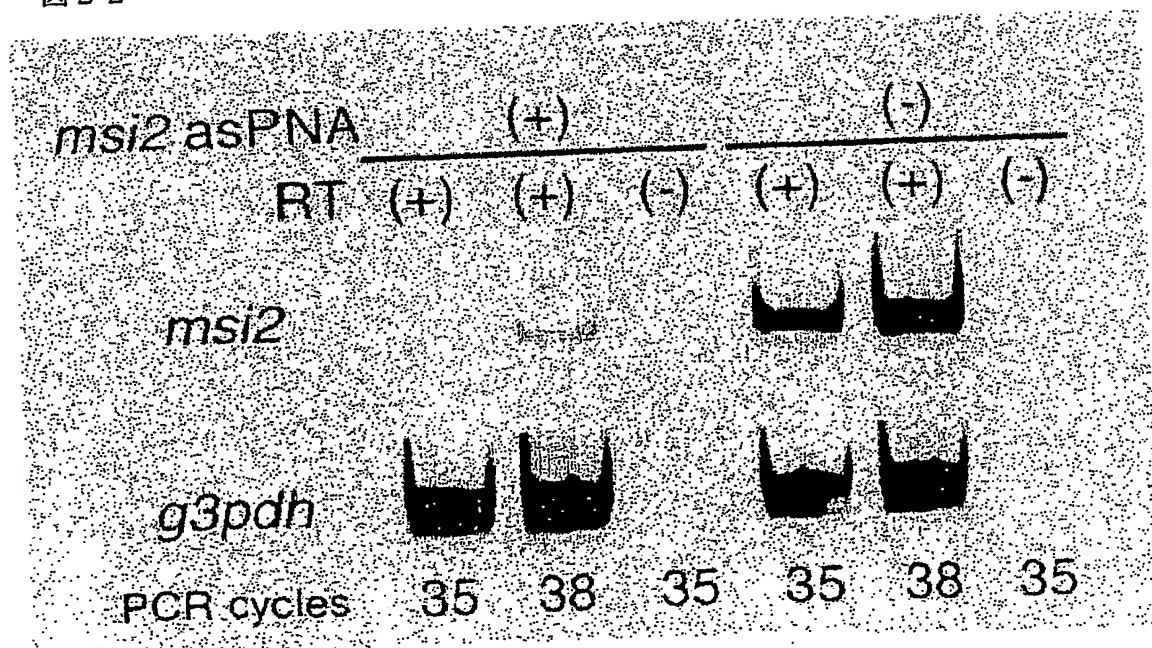 msi2 asPNA (+) (-)
RT (+) (+) (-) (+) (+) (-)
msi2
g3pdh
PCR cycles 35 38 35 35 38 35